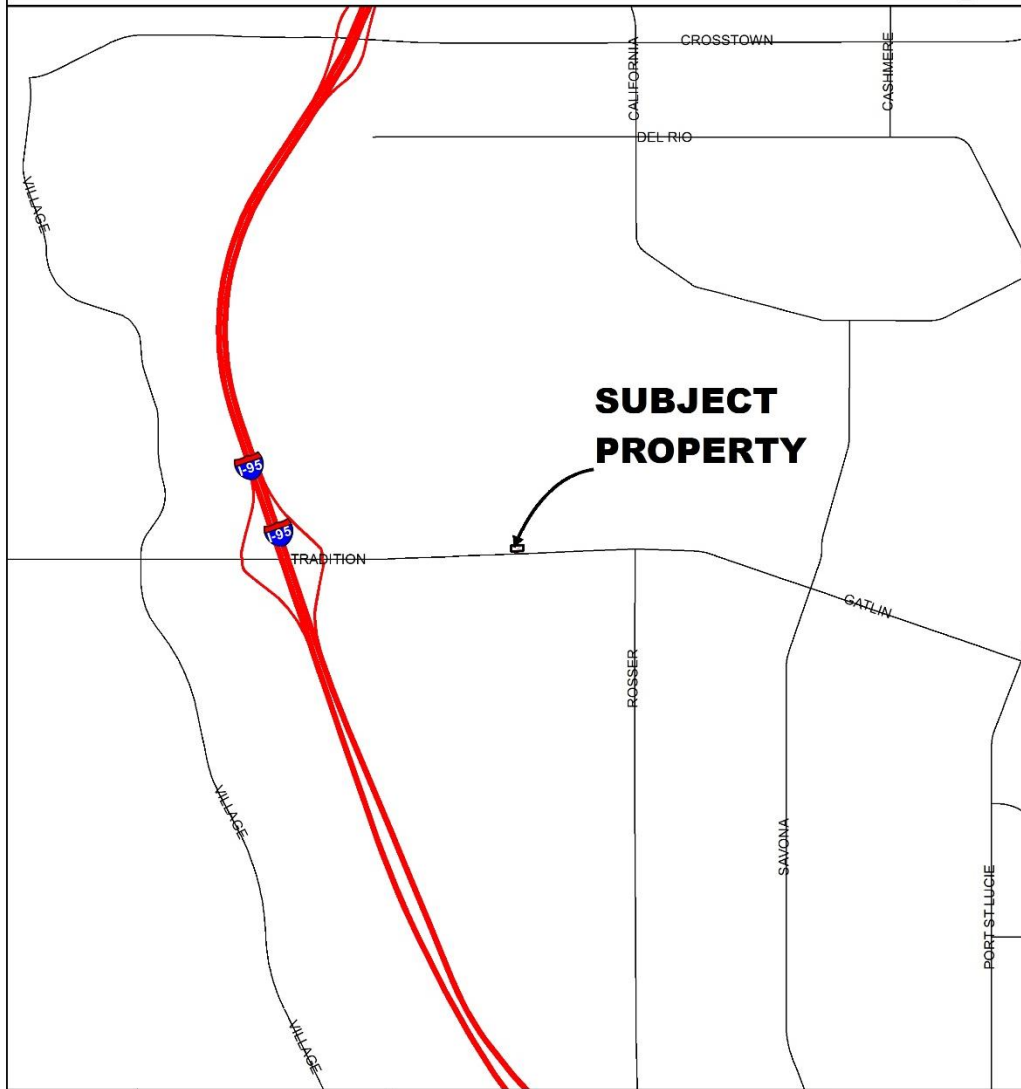 CROSSTOWN
CALIFORNIA
CASHMERE
DEL RIO
VILLAGE
SUBJECT
PROPERTY
I-95
I-95
TRADITION
GATLIN
ROSSER
VILLAGE
SAVONA
PORT ST LUCIE
VILLAGE